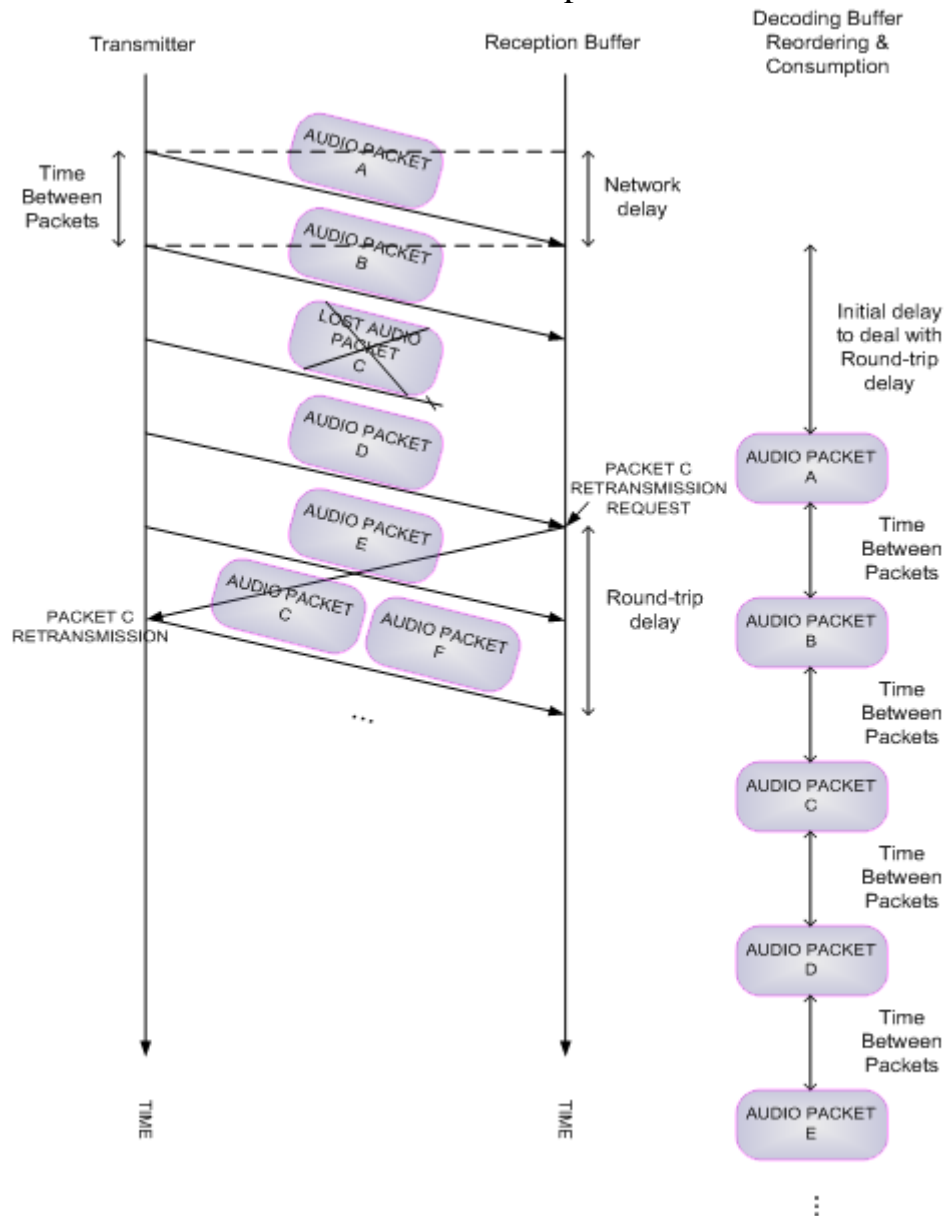 Transmitter
Reception Buffer
Decoding Buffer
Reordering &
Consumption
AUDIO PACKET
A
Time
Between
Packets
Network
delay
AUDIO PACKET
B
Initial delay
to deal with
Round-trip
delay
LOST AUDIO
PACKET
C
AUDIO PACKET
D
PACKET C
RETRANSMISSION
REQUEST
AUDIO PACKET
A
AUDIO PACKET
E
Time
Between
Packets
AUDIO PACKET
C
AUDIO PACKET
F
Round-trip
delay
PACKET C
RETRANSMISSION
...
AUDIO PACKET
B
Time
Between
Packets
AUDIO PACKET
C
Time
Between
Packets
AUDIO PACKET
D
Time
Between
Packets
TIME
TIME
AUDIO PACKET
E
...